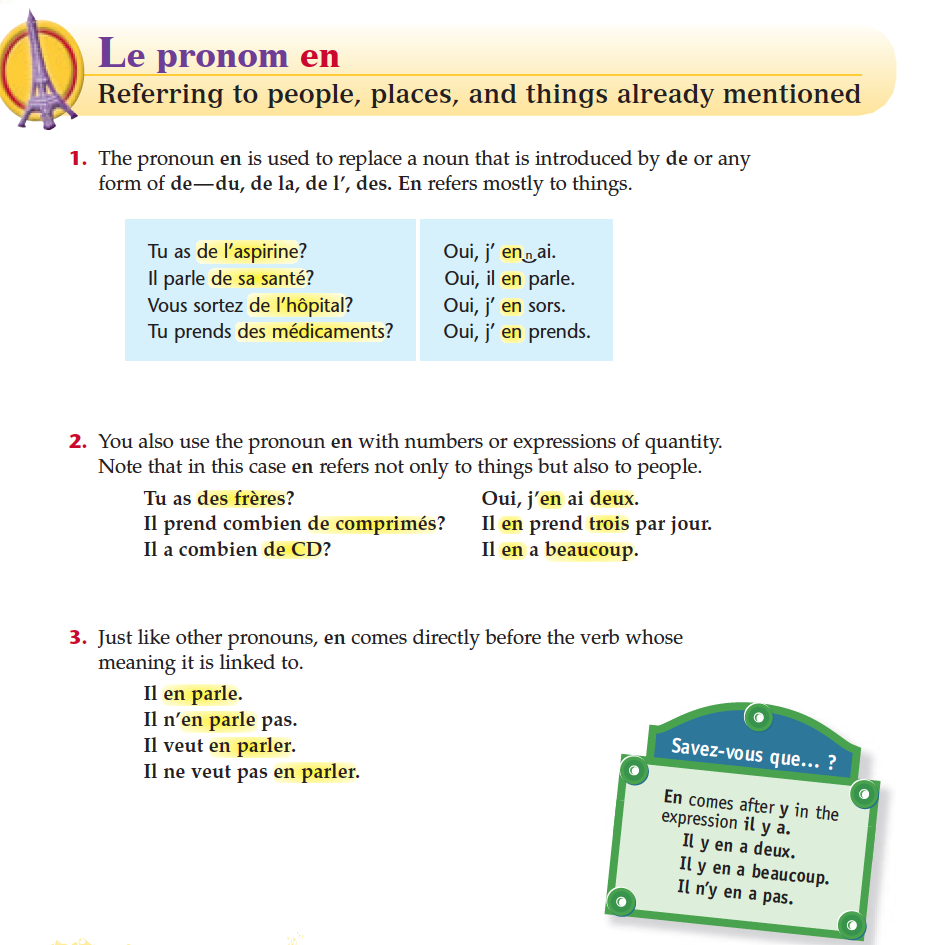 Le pronom en
Referring to people, places, and things already mentioned
1. The pronoun en is used to replace a noun that is introduced by de or any
form of de—du, de la, de l’, des. En refers mostly to things.
Tu as de l’aspirine? Oui, j’ en n ai.
Il parle de sa santé? Oui, il en parle.
Vous sortez de l’hôpital? Oui, j’ en sors.
Tu prends des médicaments? Oui, j’ en prends.
2. You also use the pronoun en with numbers or expressions of quantity.
Note that in this case en refers not only to things but also to people.
Tu as des frères? Oui, j’en ai deux.
Il prend combien de comprimés? Il en prend trois par jour.
Il a combien de CD? Il en a beaucoup.
3. Just like other pronouns, en comes directly before the verb whose
meaning it is linked to.
Il en parle.
Il n’en parle pas.
Il veut en parler.
Il ne veut pas en parler.
Savez-vous que... ?
En comes after y in the
expression il y a.
Il y en a deux.
Il y en a beaucoup.
Il n’y en a pas.